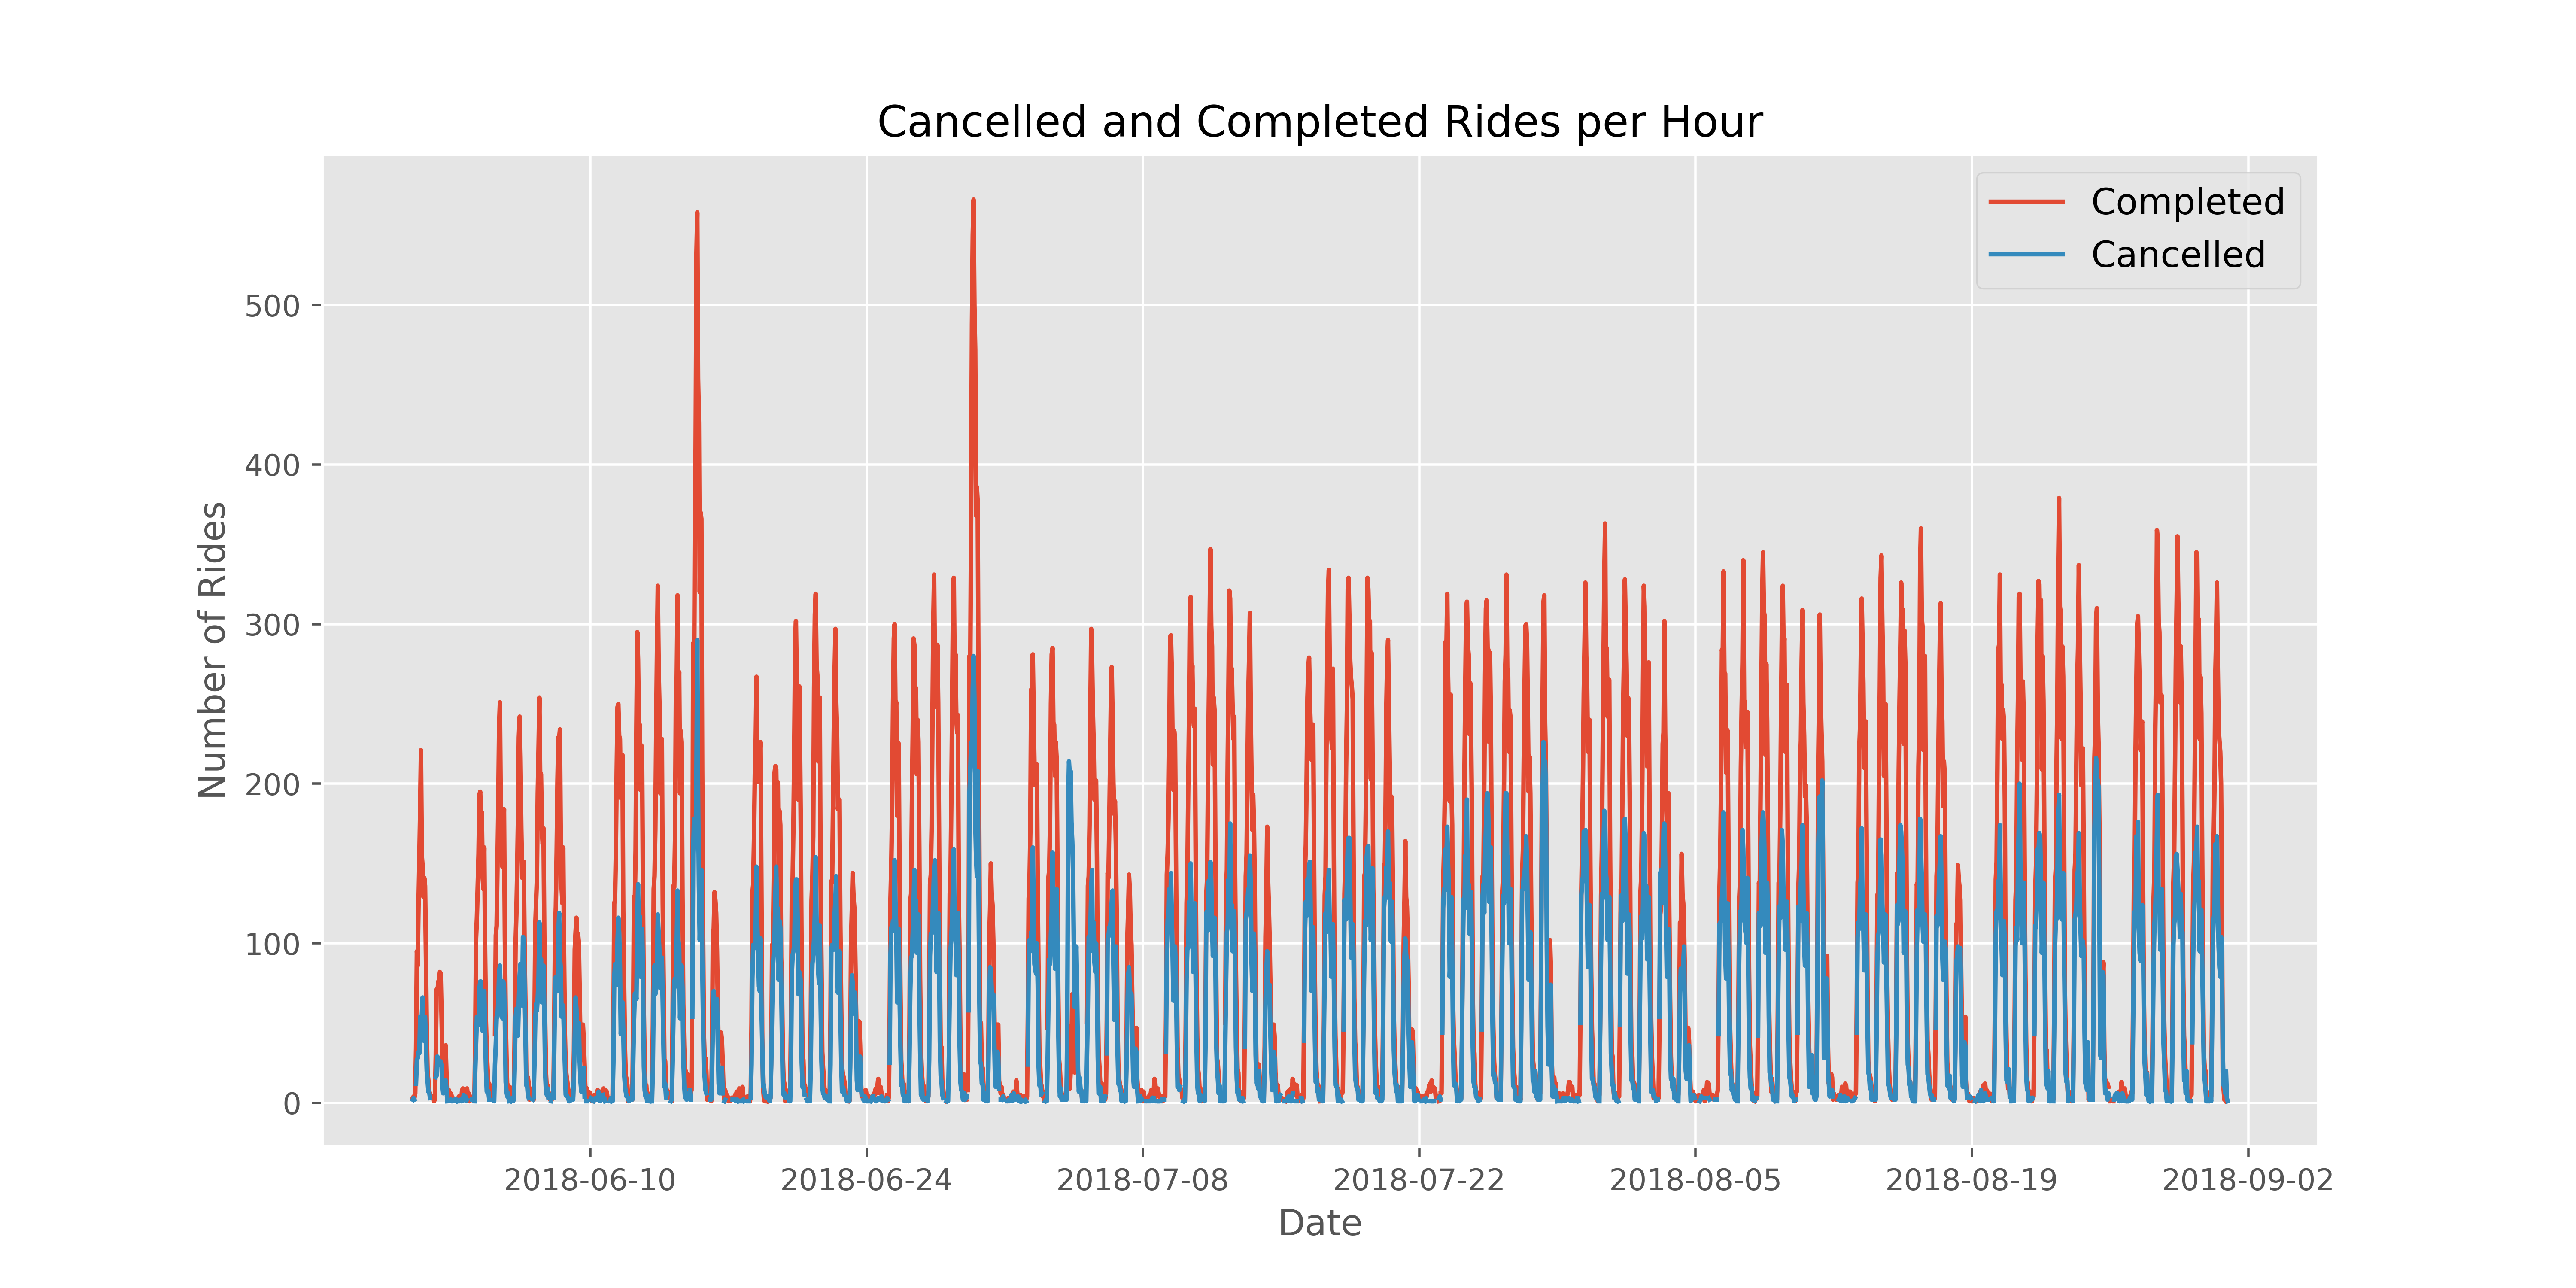 Cancelled and Completed Rides per Hour
Completed
Cancelled
500
400
300
200
100
0
Number of Rides
2018-06-10
2018-06-24
2018-07-08
2018-07-22
2018-08-05
2018-08-19
2018-09-02
Date